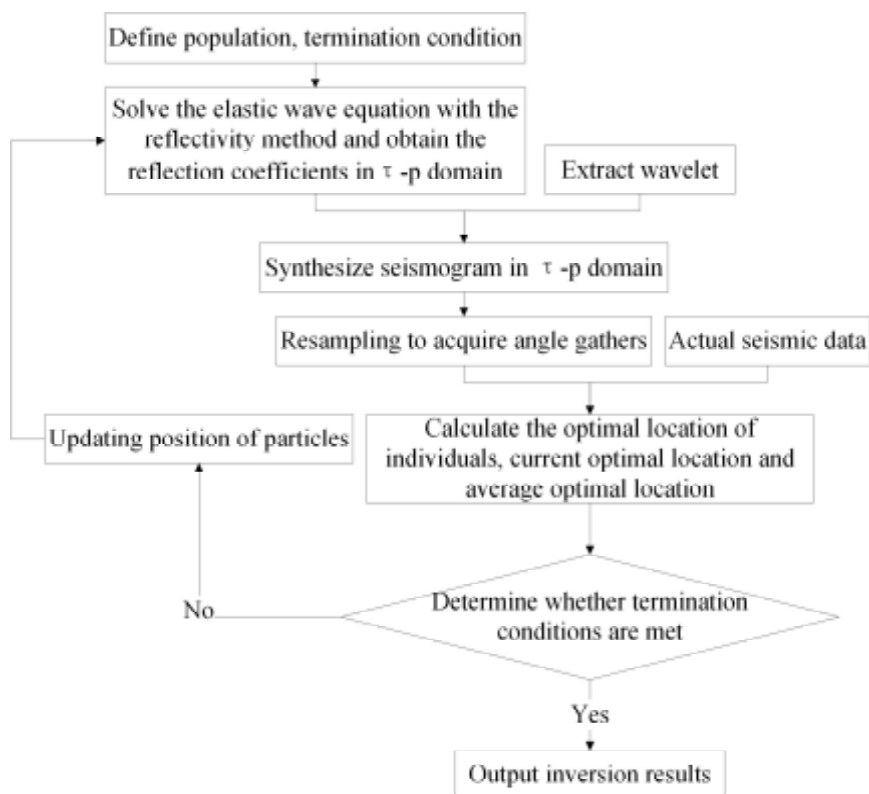 Define population, termination condition
Solve the elastic wave equation with the
reflectivity method and obtain the
reflection coefficients in τ -p domain
Extract wavelet
Synthesize seismogram in τ -p domain
Resampling to acquire angle gathers
Actual seismic data
Updating position of particles
Calculate the optimal location of
individuals, current optimal location and
average optimal location
No
Determine whether termination
conditions are met
Yes
Output inversion results